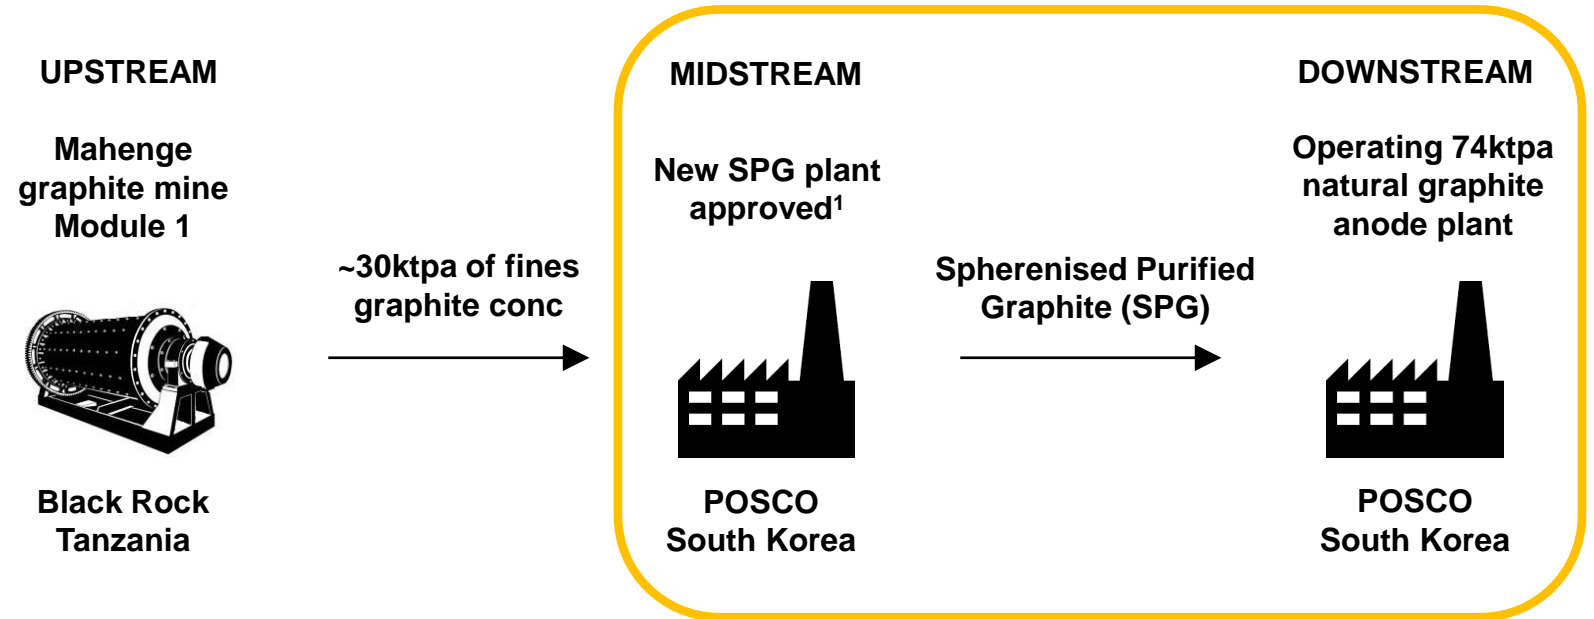 UPSTREAM
Mahenge
graphite mine
Module 1
Black Rock
Tanzania
~30ktpa of fines
graphite conc
MIDSTREAM
New SPG plant
approved¹
POSCO
South Korea
Spherenised Purified
Graphite (SPG)
DOWNSTREAM
Operating 74ktpa
natural graphite
anode plant
POSCO
South Korea